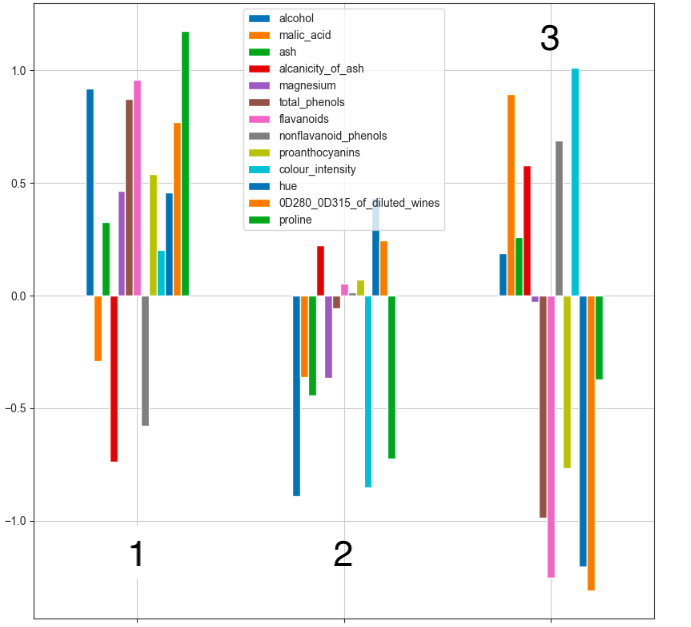 3
alcohol
malic_acid
ash
alcanicity_of_ash
magnesium
total_phenols
flavanoids
nonflavanoid_phenols
proanthocyanins
colour_intensity
hue
0D280_0D315_of_diluted_wines
proline
1.0
0.5
0.0
−0.5
−1.0
1
2